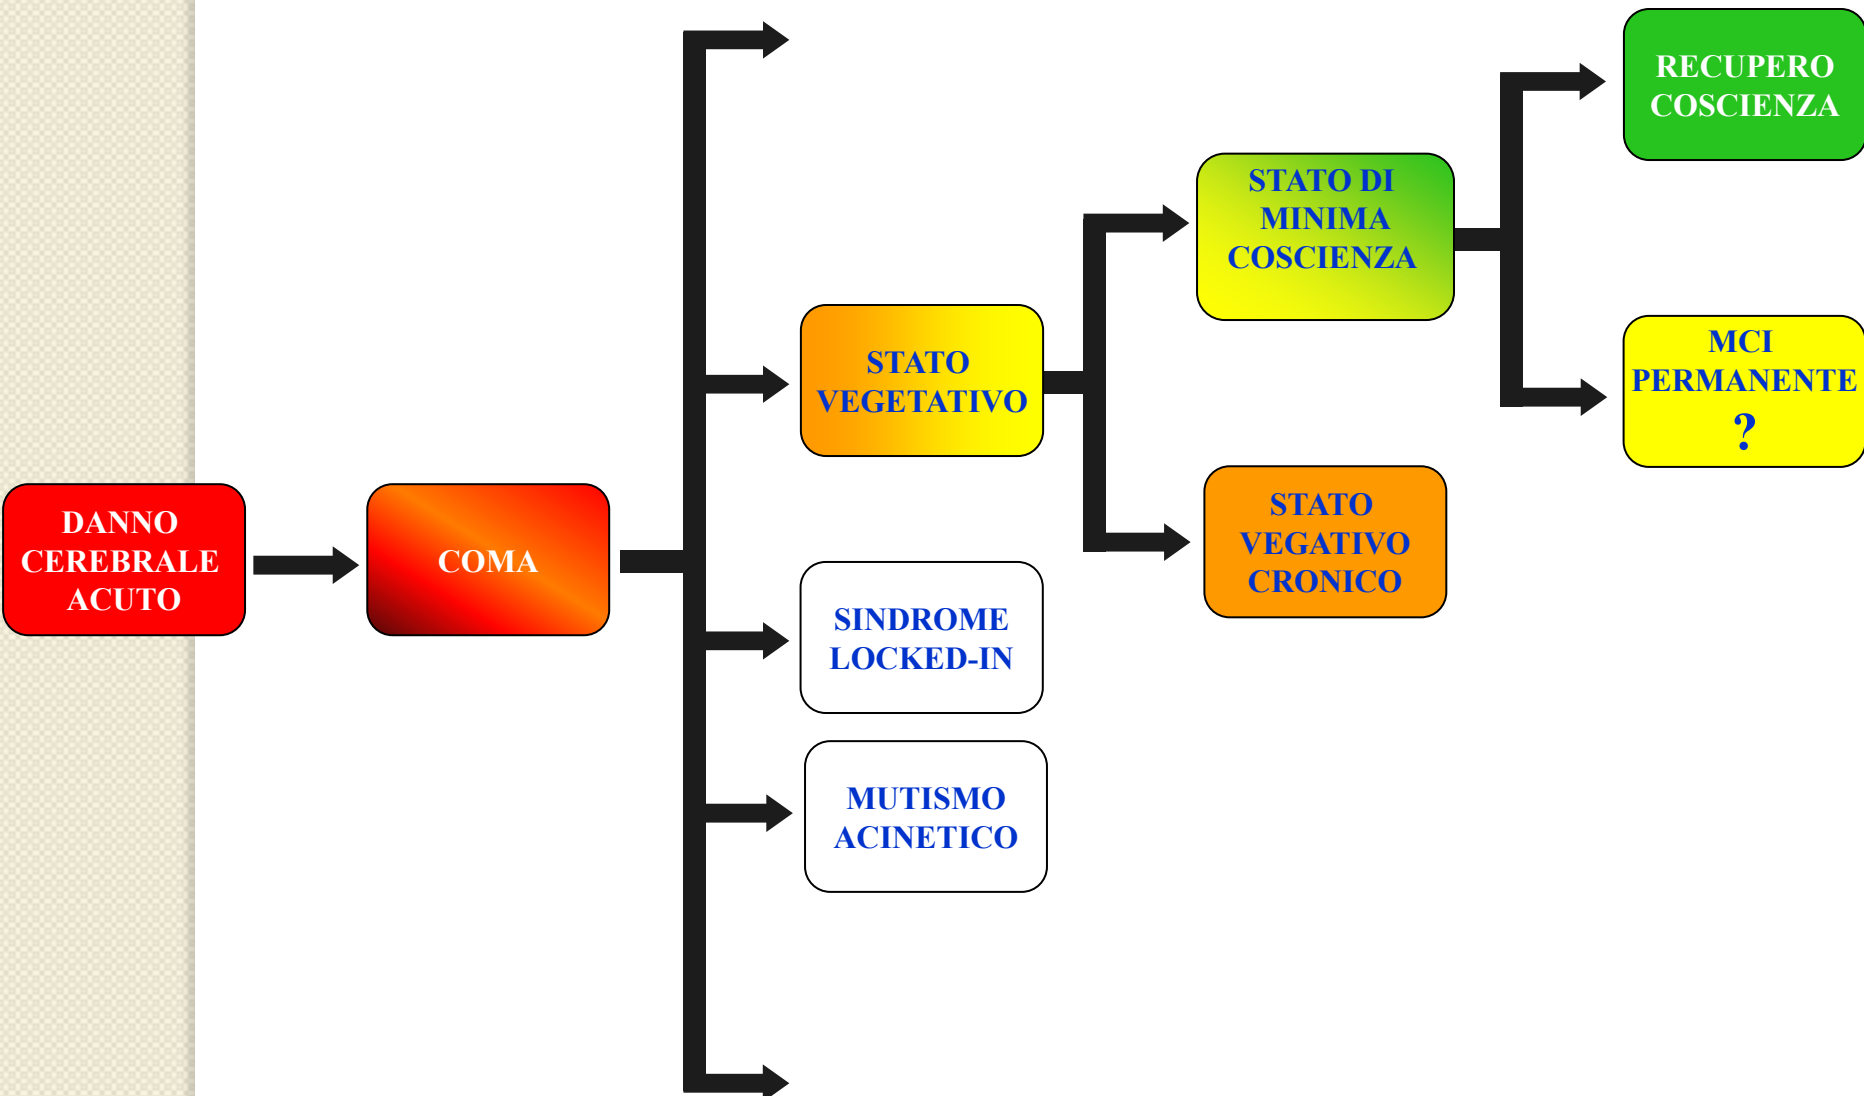 DANNO
CEREBRALE
ACUTO
COMA
STATO
VEGETATIVO
SINDROME
LOCKED-IN
MUTISMO
ACINETICO
STATO DI
MINIMA
COSCIENZA
STATO
VEGATIVO
CRONICO
RECUPERO
COSCIENZA
MCI
PERMANENTE
?